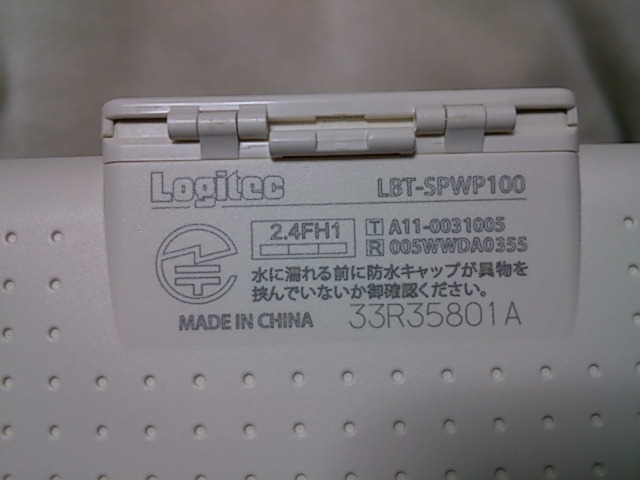 Logitec LBT-SPWP100
2.4FH1 T A11-0031005
R 005WWDA0355
水に濡れる前に防水キャップが異物を
挟んでいないか御確認ください。
MADE IN CHINA 33R35801A